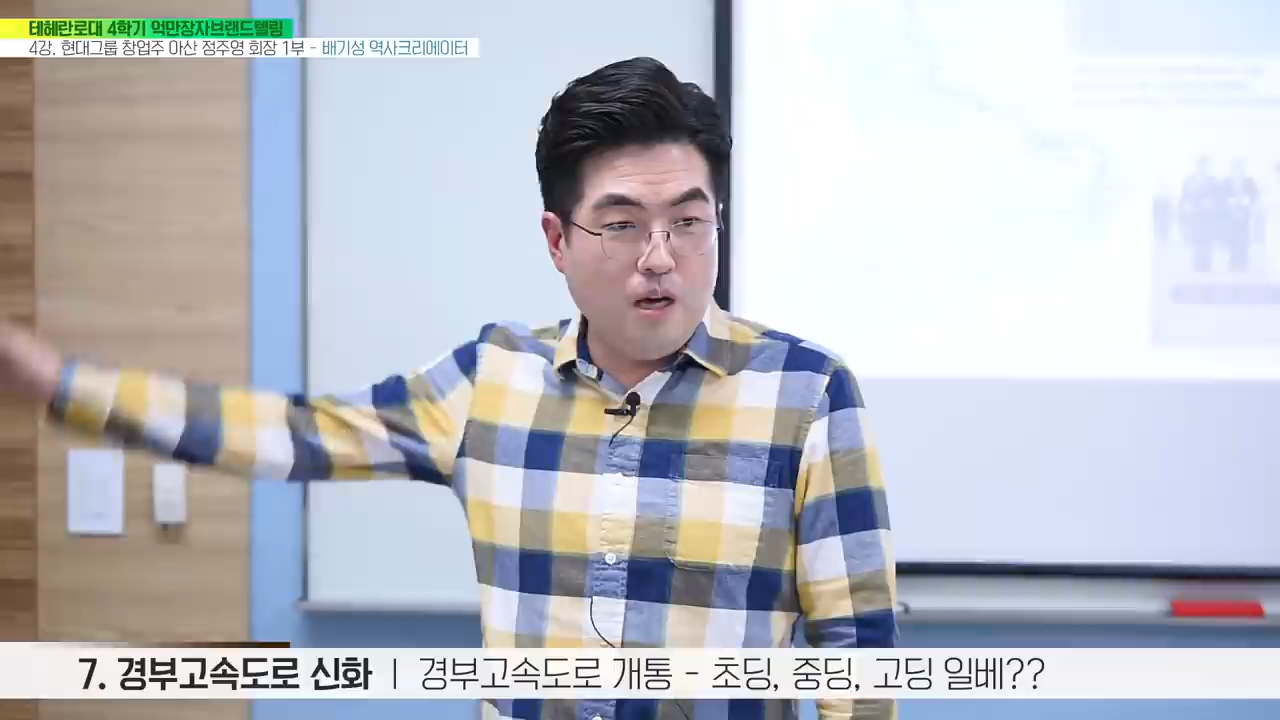 테헤란로대 4학기 억만장자브랜드텔링
4강. 현대그룹 창업주 아산 정주영 회장 1부 - 배기성 역사크리에이터
7. 경부고속도로 신화 | 경부고속도로 개통 - 초딩, 중딩, 고딩 일베??